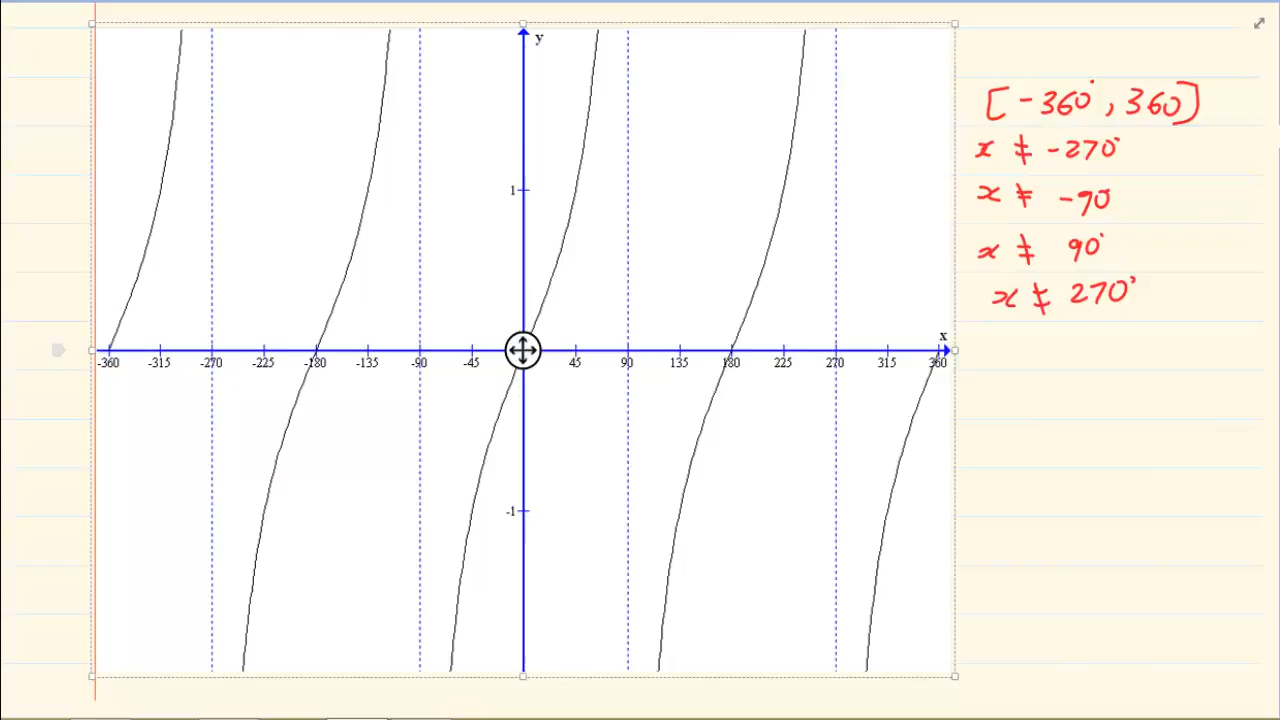 y
[-360°, 360]
x ≠ -270°
1
x ≠ -90°
x ≠ 90°
x ≠ 270°
x
-360 -315 -270 -225 -180 -135 -90 -45 45 90 135 180 225 270 315 360
-1